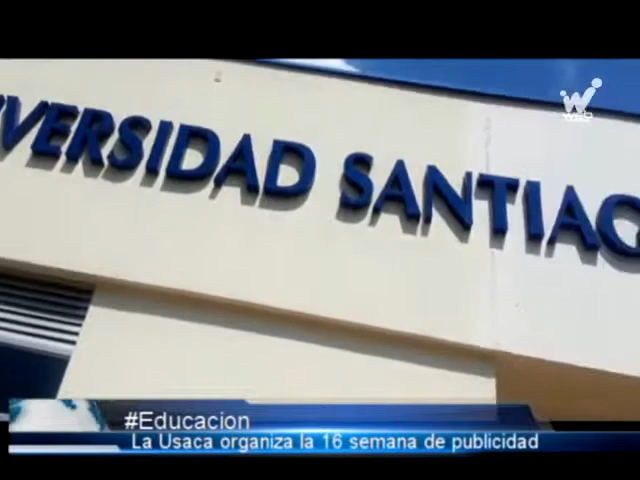 VERSIDAD SANTIAG
#Educacion
La Usaca organiza la 16 semana de publicidad